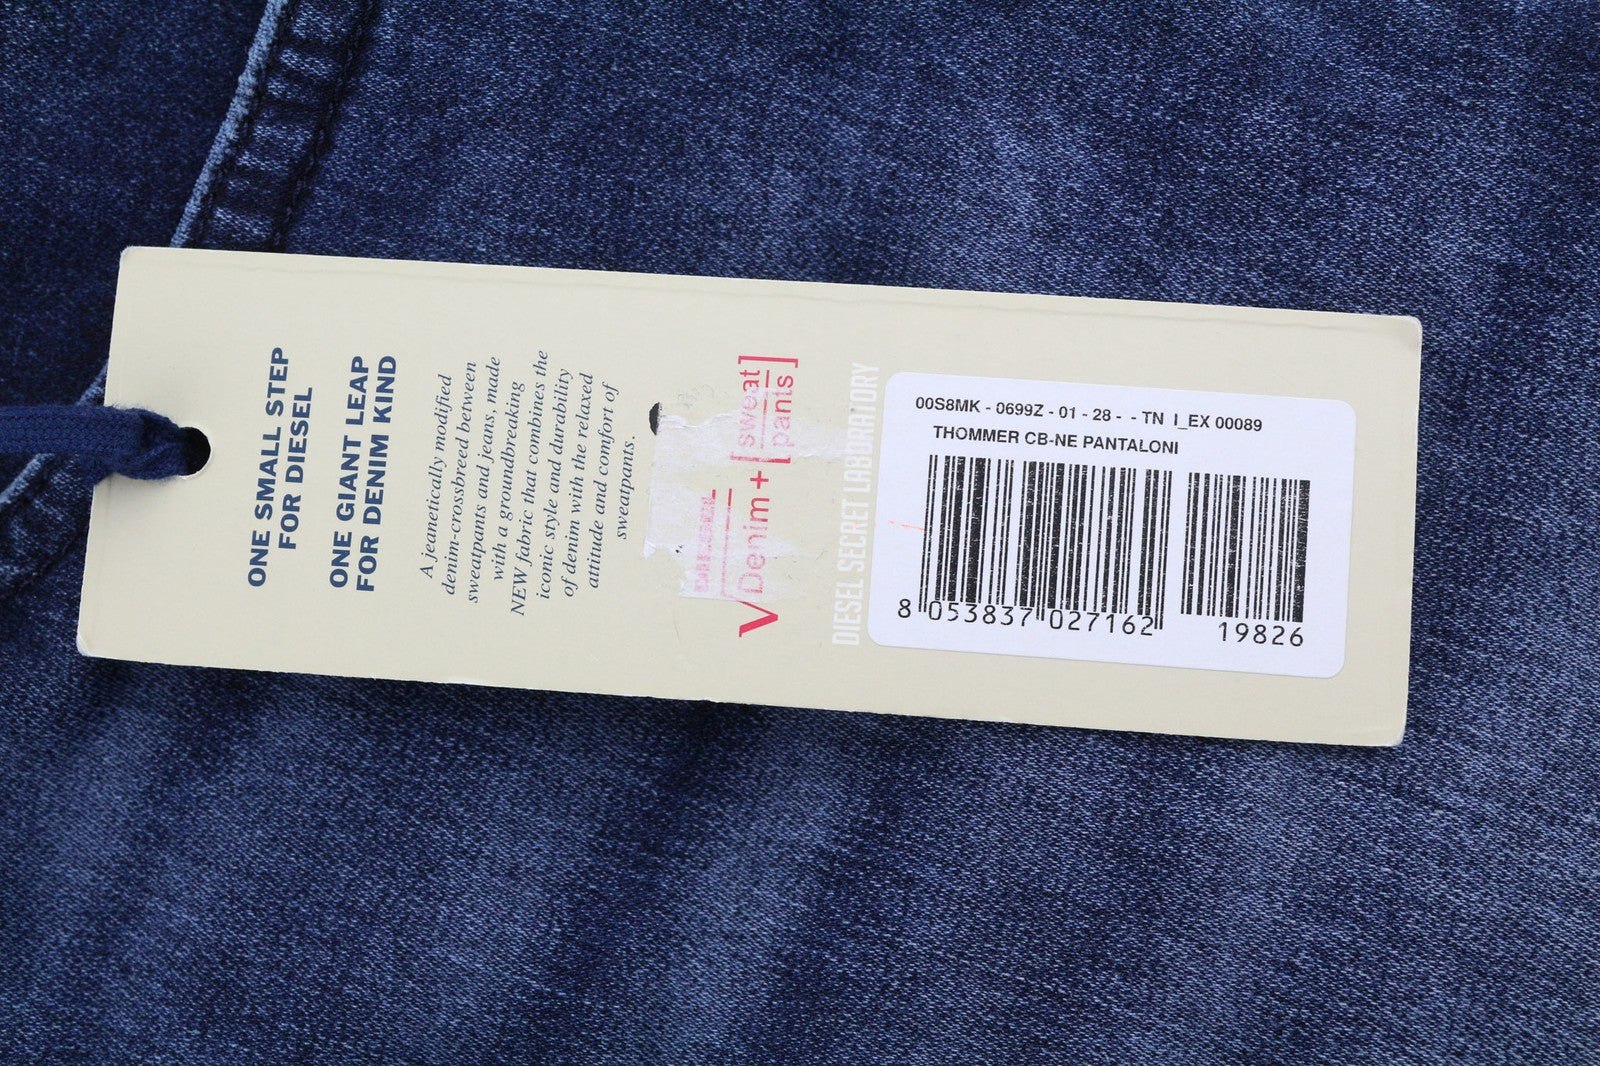 ONE SMALL STEP
FOR DIESEL
ONE GIANT LEAP
FOR DENIM KIND
A jeanetically modified
denim-crossbreed between
sweatpants and jeans, made
with a groundbreaking
NEW fabric that combines the
iconic style and durability
of denim with the relaxed
attitude and comfort of
sweatpants.
Denim + [sweat]
[pants]
DIESEL SECRET LABORATORY
00S8MK - 0699Z - 01 - 28 - - TN I_EX 00089
THOMMER CB-NE PANTALONI
8 053837 027162
19826